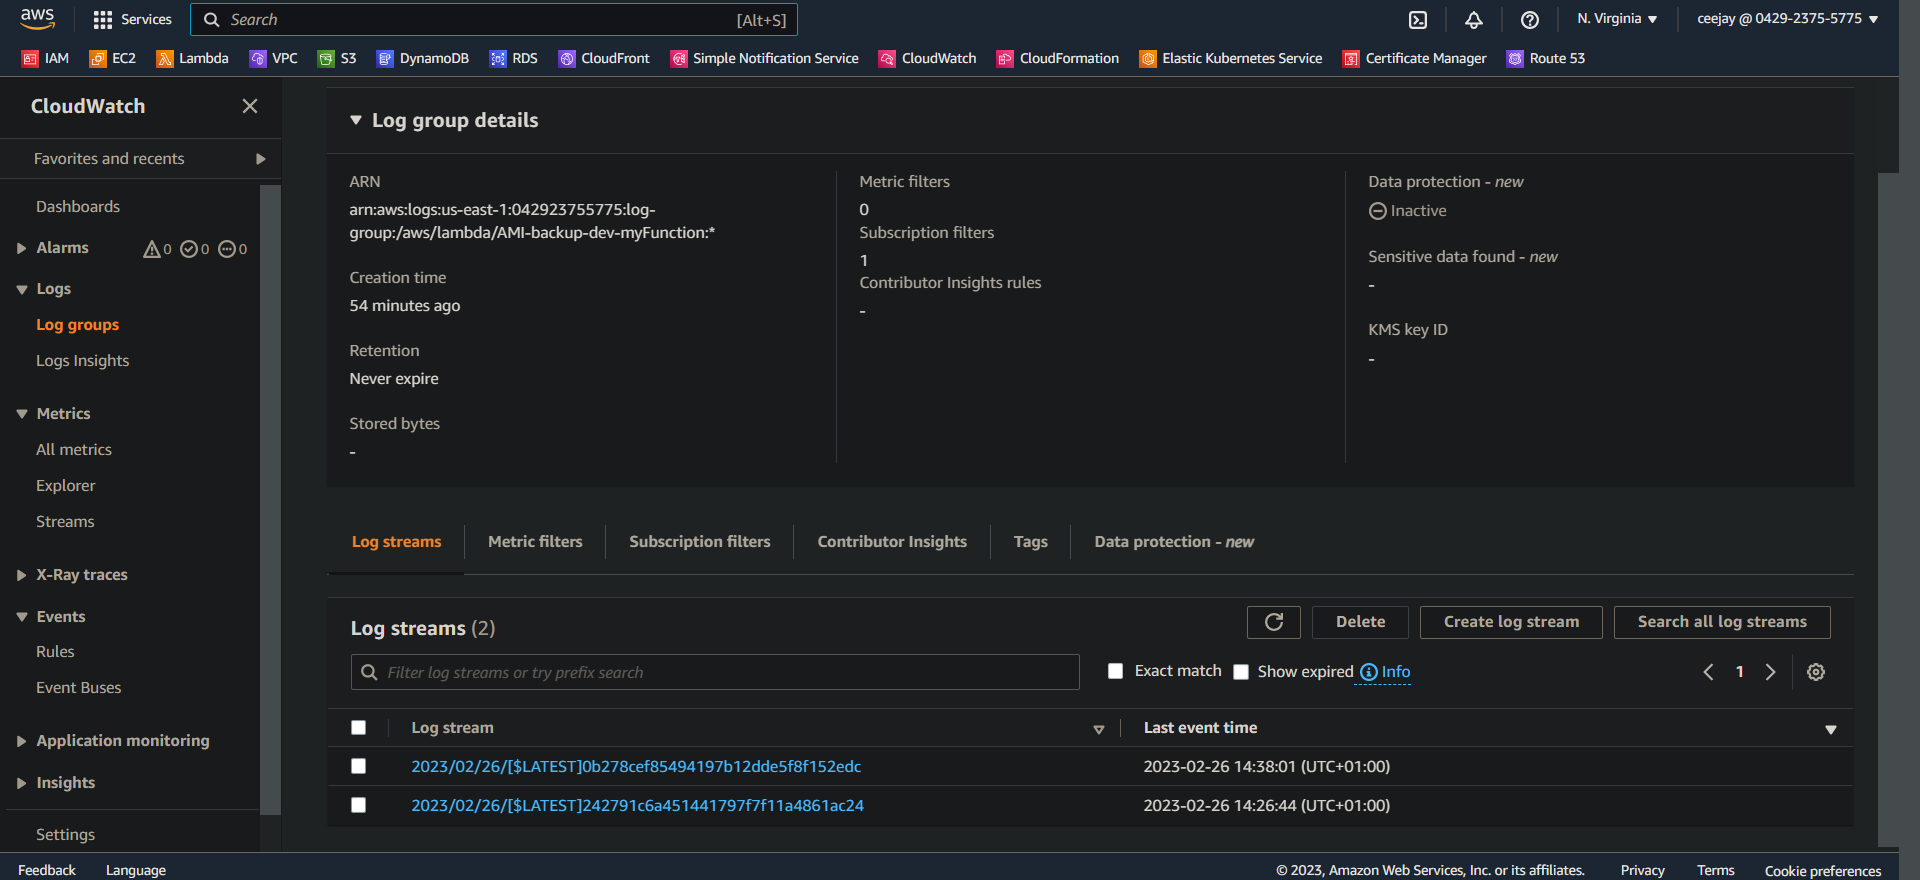 aws
Services
Search
[Alt+S]
N. Virginia
ceejay @ 0429-2375-5775
IAM
EC2
Lambda
VPC
S3
DynamoDB
RDS
CloudFront
Simple Notification Service
CloudWatch
CloudFormation
Elastic Kubernetes Service
Certificate Manager
Route 53
CloudWatch
Favorites and recents
Dashboards
Alarms
0
0
0
Logs
Log groups
Logs Insights
Metrics
All metrics
Explorer
Streams
X-Ray traces
Events
Rules
Event Buses
Application monitoring
Insights
Settings
Log group details
ARN
arn:aws:logs:us-east-1:042923755775:log-
group:/aws/lambda/AMI-backup-dev-myFunction:*
Creation time
54 minutes ago
Retention
Never expire
Stored bytes
-
Metric filters
0
Subscription filters
1
Contributor Insights rules
-
Data protection - new
Inactive
Sensitive data found - new
-
KMS key ID
-
Log streams
Metric filters
Subscription filters
Contributor Insights
Tags
Data protection - new
Log streams (2)
Delete
Create log stream
Search all log streams
Filter log streams or try prefix search
Exact match
Show expired
Info
1
Log stream
Last event time
2023/02/26/[$LATEST]0b278cef85494197b12dde5f8f152edc
2023-02-26 14:38:01 (UTC+01:00)
2023/02/26/[$LATEST]242791c6a451441797f7f11a4861ac24
2023-02-26 14:26:44 (UTC+01:00)
Feedback
Language
© 2023, Amazon Web Services, Inc. or its affiliates.
Privacy
Terms
Cookie preferences